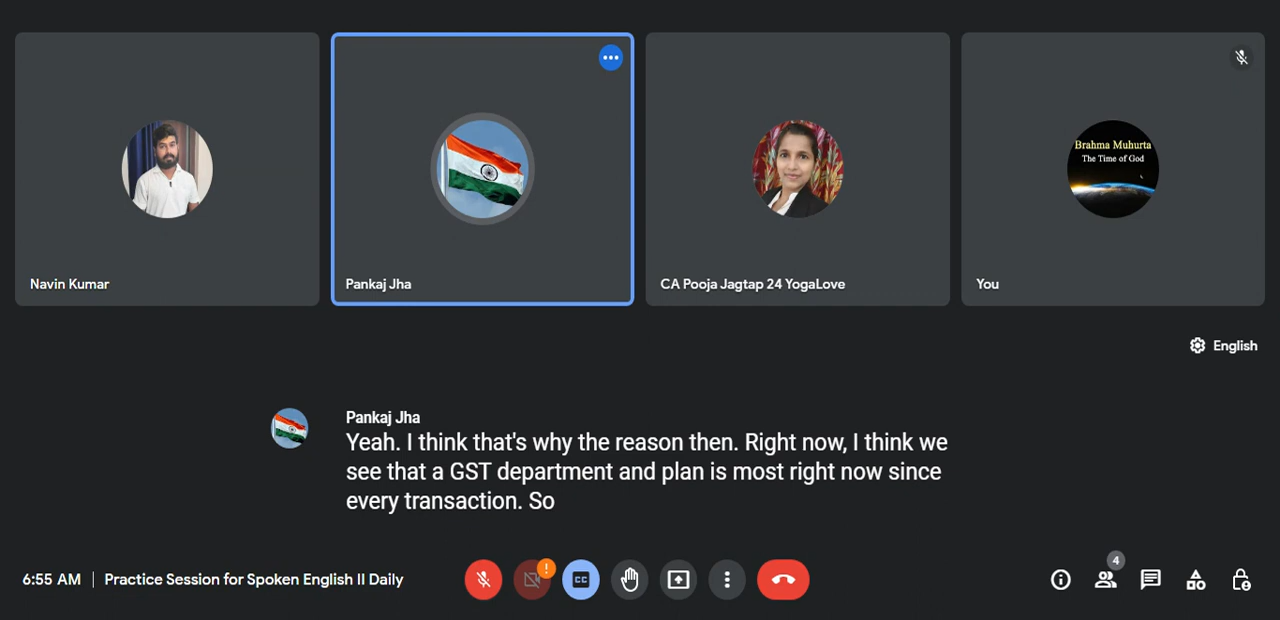 Brahma Muhurta
The Time of God
Navin Kumar
Pankaj Jha
CA Pooja Jagtap 24 YogaLove
You
English
Pankaj Jha
Yeah. I think that's why the reason then. Right now, I think we
see that a GST department and plan is most right now since
every transaction. So
6:55 AM | Practice Session for Spoken English II Daily
!
CC
4